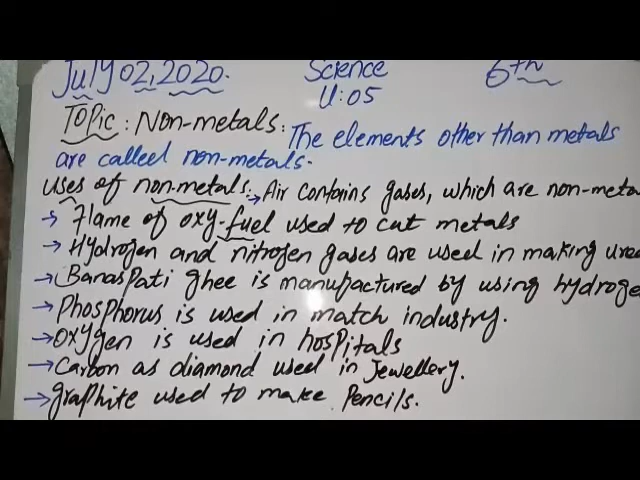 July 02, 2020. Science 6th
U:05
Topic: Non-metals: The elements other than metals
are calleed non-metals.
Uses of non-metals: → Air contains gases, which are non-meta
→ Flame of oxy-fuel used to cut metals
→ Hydrogen and nitrogen gases are used in making urea
→ Banaspati ghee is manufactured by using hydroge
→ Phosphorus is used in match industry.
→ Oxygen is used in hospitals
→ Carbon as diamond used in Jewellery.
→ Graphite used to make Pencils.